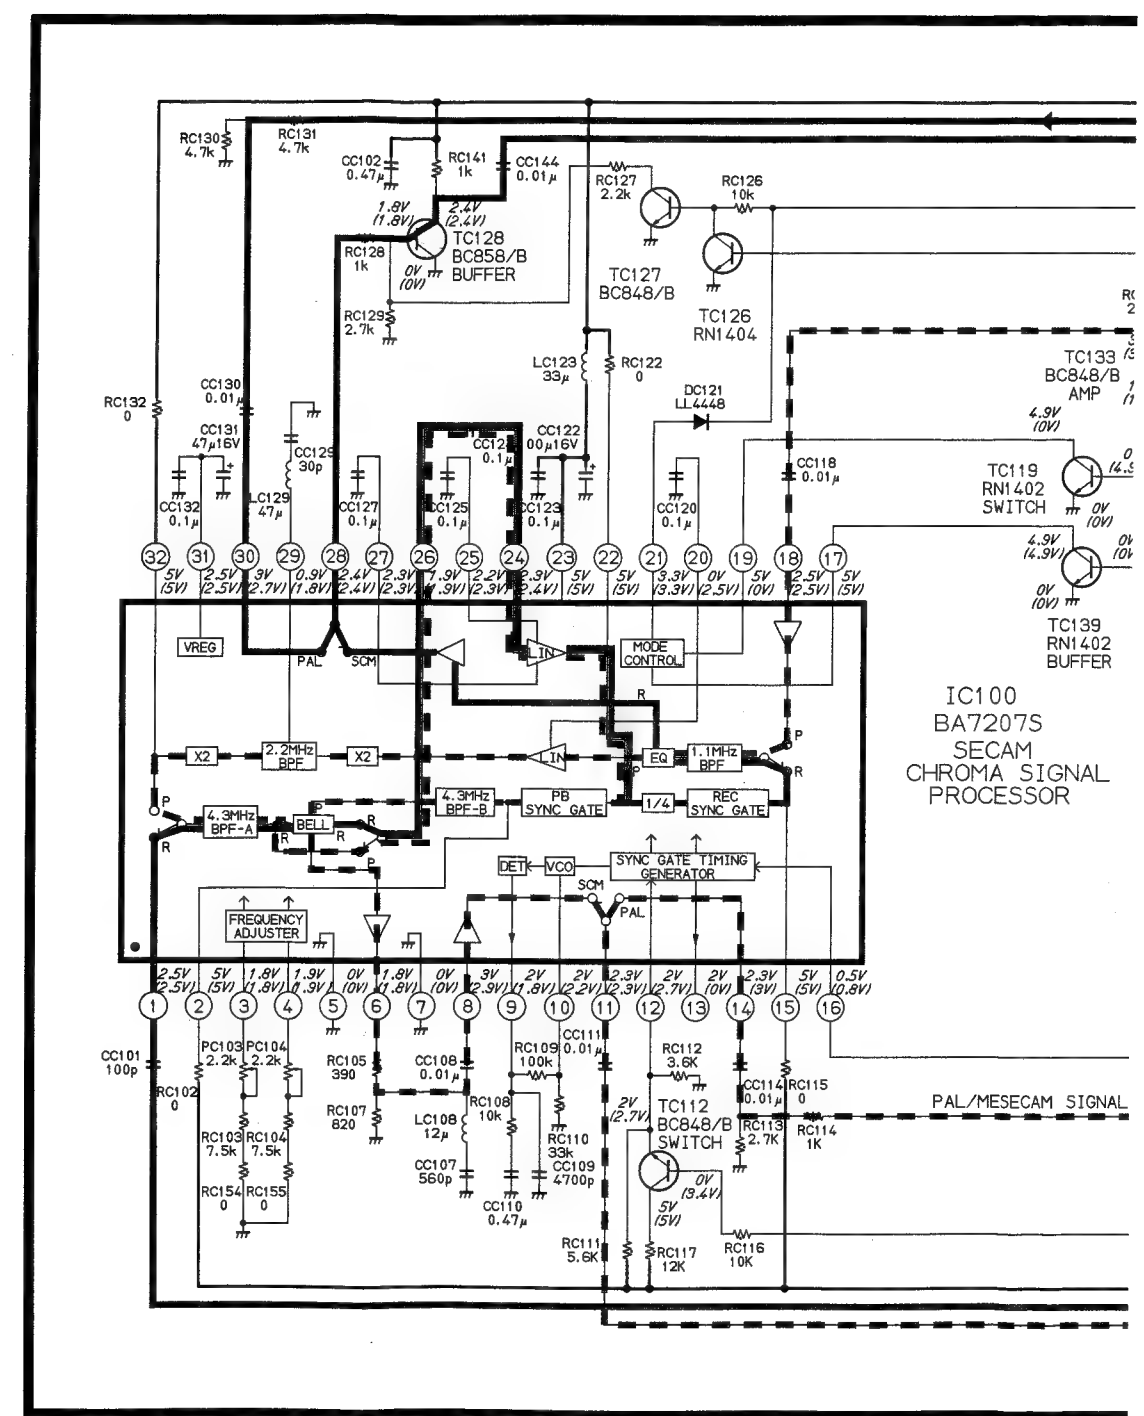 RC130
4.7k
RC131
4.7k
CC102
0.47μ
RC141
1k
CC144
0.01μ
RC127
2.2k
RC126
10k
1.8V
(1.8V)
2.4V
(2.4V)
RC128
1k
TC128
BC858/B
BUFFER
0V
(0V)
TC127
BC848/B
TC126
RN1404
RC129
2.7k
LC123
33μ
RC122
0
TC133
BC848/B
AMP
DC121
LL4448
RC132
0
CC130
0.01μ
CC131
47μ16V
CC129
30p
LC129
47μ
CC122
00μ16V
0.1μ
4.9V
(0V)
CC118
0.01μ
TC119
RN1402
SWITCH
0V
(0V)
CC132
0.1μ
CC127
0.1μ
CC125
0.1μ
CC123
0.1μ
CC120
0.1μ
4.9V
(4.9V)
0V
(0V)
TC139
RN1402
BUFFER
32 31 30 29 28 27 26 25 24 23 22 21 20 19 18 17
5V 2.5V 3V 0.9V 2.4V 2.4V 2.3V 1.9V 2.2V 2.3V 5V 5V 3.3V 0V 5V 2.5V 5V
(5V) (2.5V) (2.7V) (1.8V) (2.4V) (2.4V) (2.3V) (1.9V) (2.3V) (2.4V) (5V) (5V) (3.3V) (2.5V) (0V) (2.5V) (5V)
VREG
PAL
SCM
LIN
MODE
CONTROL
R
IC100
BA7207S
SECAM
CHROMA SIGNAL
PROCESSOR
X2
2.2MHz
BPF
X2
LIN
EQ
1.1MHz
BPF
P
R
P
P
R
4.3MHz
BPF-A
P
BELL
R
R
P
4.3MHz
BPF-B
PB
SYNC GATE
1/4
REC
SYNC GATE
DET
VCO
SYNC GATE TIMING
GENERATOR
SCM
PAL
FREQUENCY
ADJUSTER
2.5V 5V 1.8V 1.9V 0V 1.8V 0V 3V 2V 2V 2.3V 2V 2V 2.3V 5V 0.5V
(2.5V) (5V) (1.8V) (1.9V) (0V) (1.8V) (0V) (2.9V) (1.8V) (2.2V) (2.3V) (2.7V) (0V) (3V) (5V) (0.8V)
1 2 3 4 5 6 7 8 9 10 11 12 13 14 15 16
CC101
100p
RC102
0
PC103
2.2k
PC104
2.2k
RC105
390
CC108
0.01μ
RC109
100k
CC111
0.01μ
RC112
3.6K
CC114
0.01μ
RC115
0
RC107
820
LC108
12μ
RC108
10k
2V
(2.7V)
TC112
BC848/B
SWITCH
RC113
2.7K
RC114
1K
PAL/MESECAM SIGNAL
RC103
7.5k
RC104
7.5k
CC107
560p
RC110
33k
CC109
4700p
RC154
0
RC155
0
CC110
0.47μ
0V
(3.4V)
5V
(5V)
RC111
5.6K
RC117
12K
RC116
10K